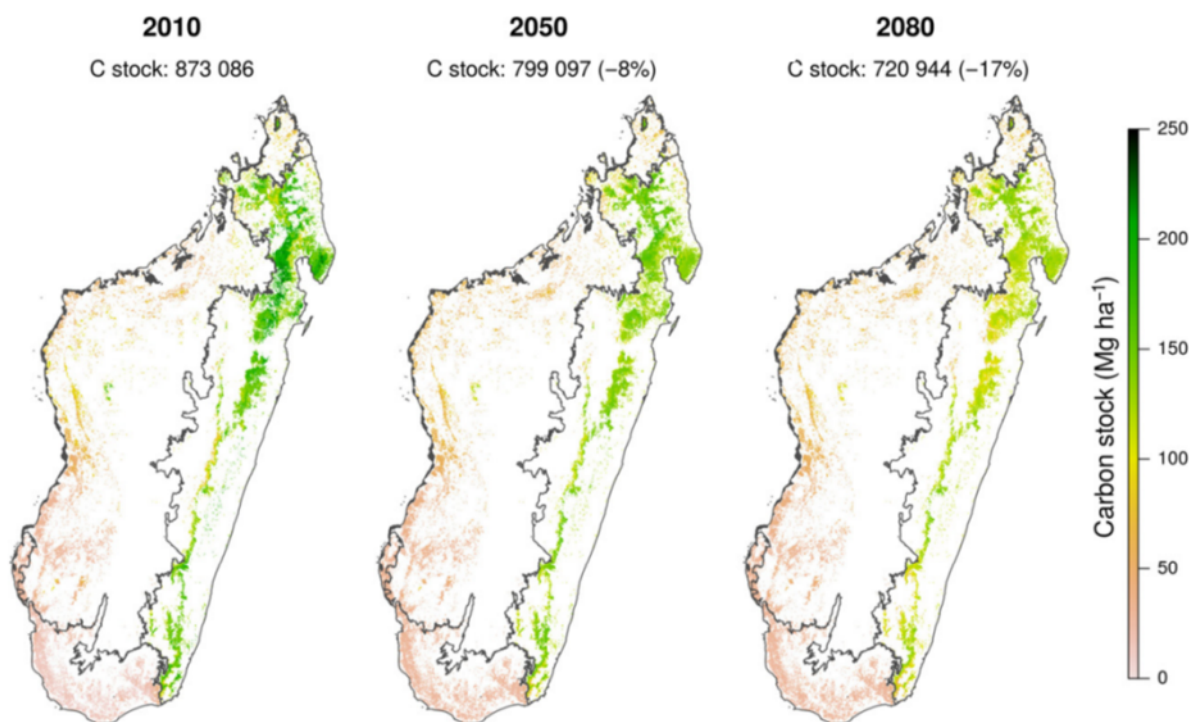 2010
C stock: 873 086
2050
C stock: 799 097 (−8%)
2080
C stock: 720 944 (−17%)
250
200
150
100
50
0
Carbon stock (Mg ha⁻¹)